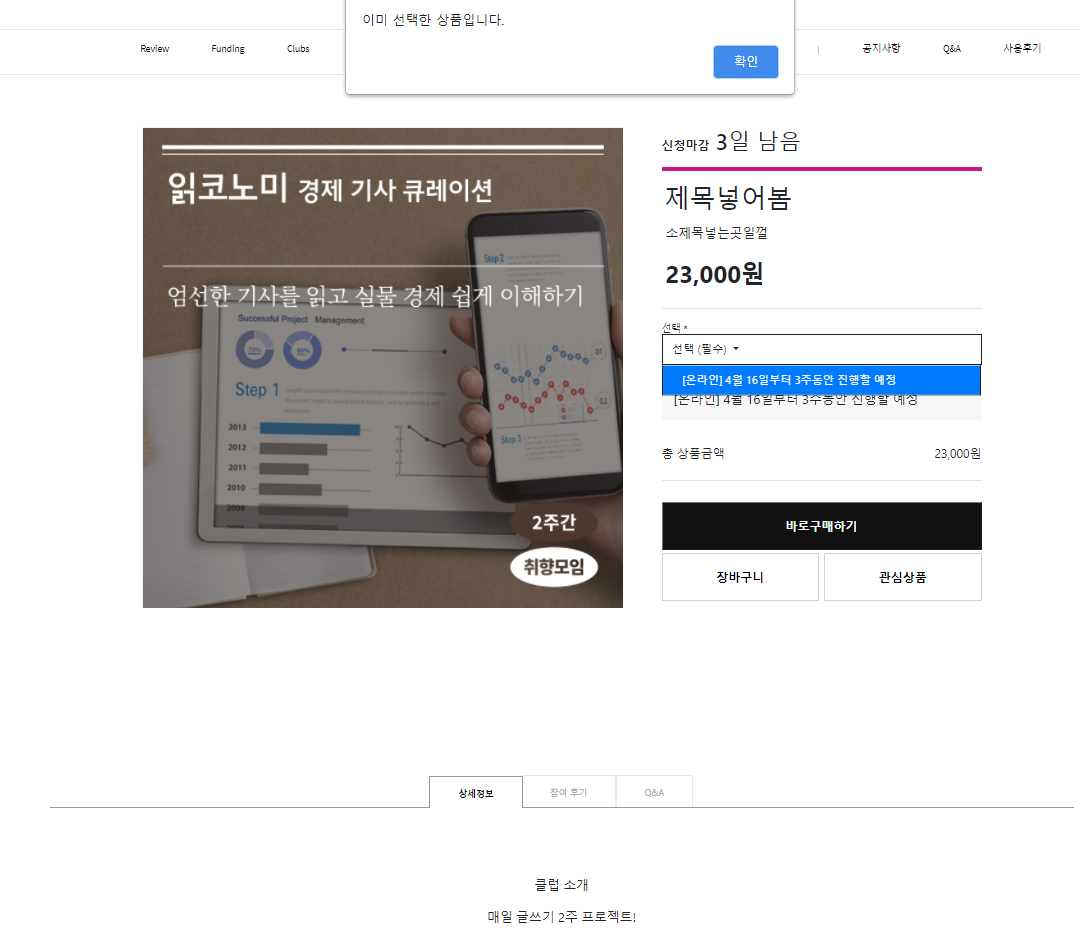 이미 선택한 상품입니다.
확인
Review Funding Clubs
| 공지사항 Q&A 사용후기
읽코노미 경제 기사 큐레이션
엄선한 기사를 읽고 실물 경제 쉽게 이해하기
Step 2
Successful Project Management
75%
45%
Step 1
01
02
2013
2012
2011
2010
2009
2008
Step 3
2주간
취향모임
신청마감 3일 남음
제목넣어봄
소제목넣는곳일껄
23,000원
선택 *
선택 (필수)
[온라인] 4월 16일부터 3주동안 진행할 예정
[온라인] 4월 16일부터 3주동안 진행할 예정
총 상품금액 23,000원
바로구매하기
장바구니 관심상품
상세정보 참여 후기 Q&A
클럽 소개
매일 글쓰기 2주 프로젝트!